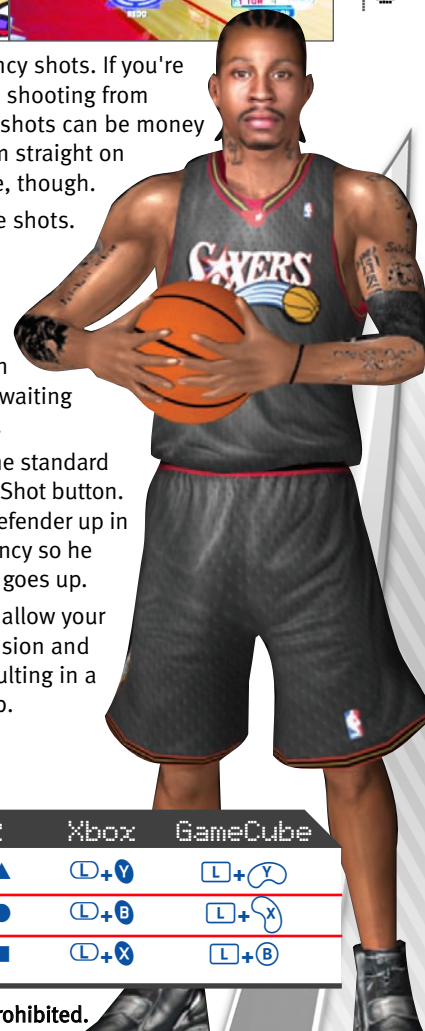 ncy shots. If you're
shooting from
shots can be money
straight on
, though.
shots.
SIXERS
waiting
standard
Shot button.
efender up in
ncy so he
goes up.
allow your
sion and
ulting in a
Xbox GameCube
L+Y L+Y
L+B L+X
L+X L+B
rohibited.